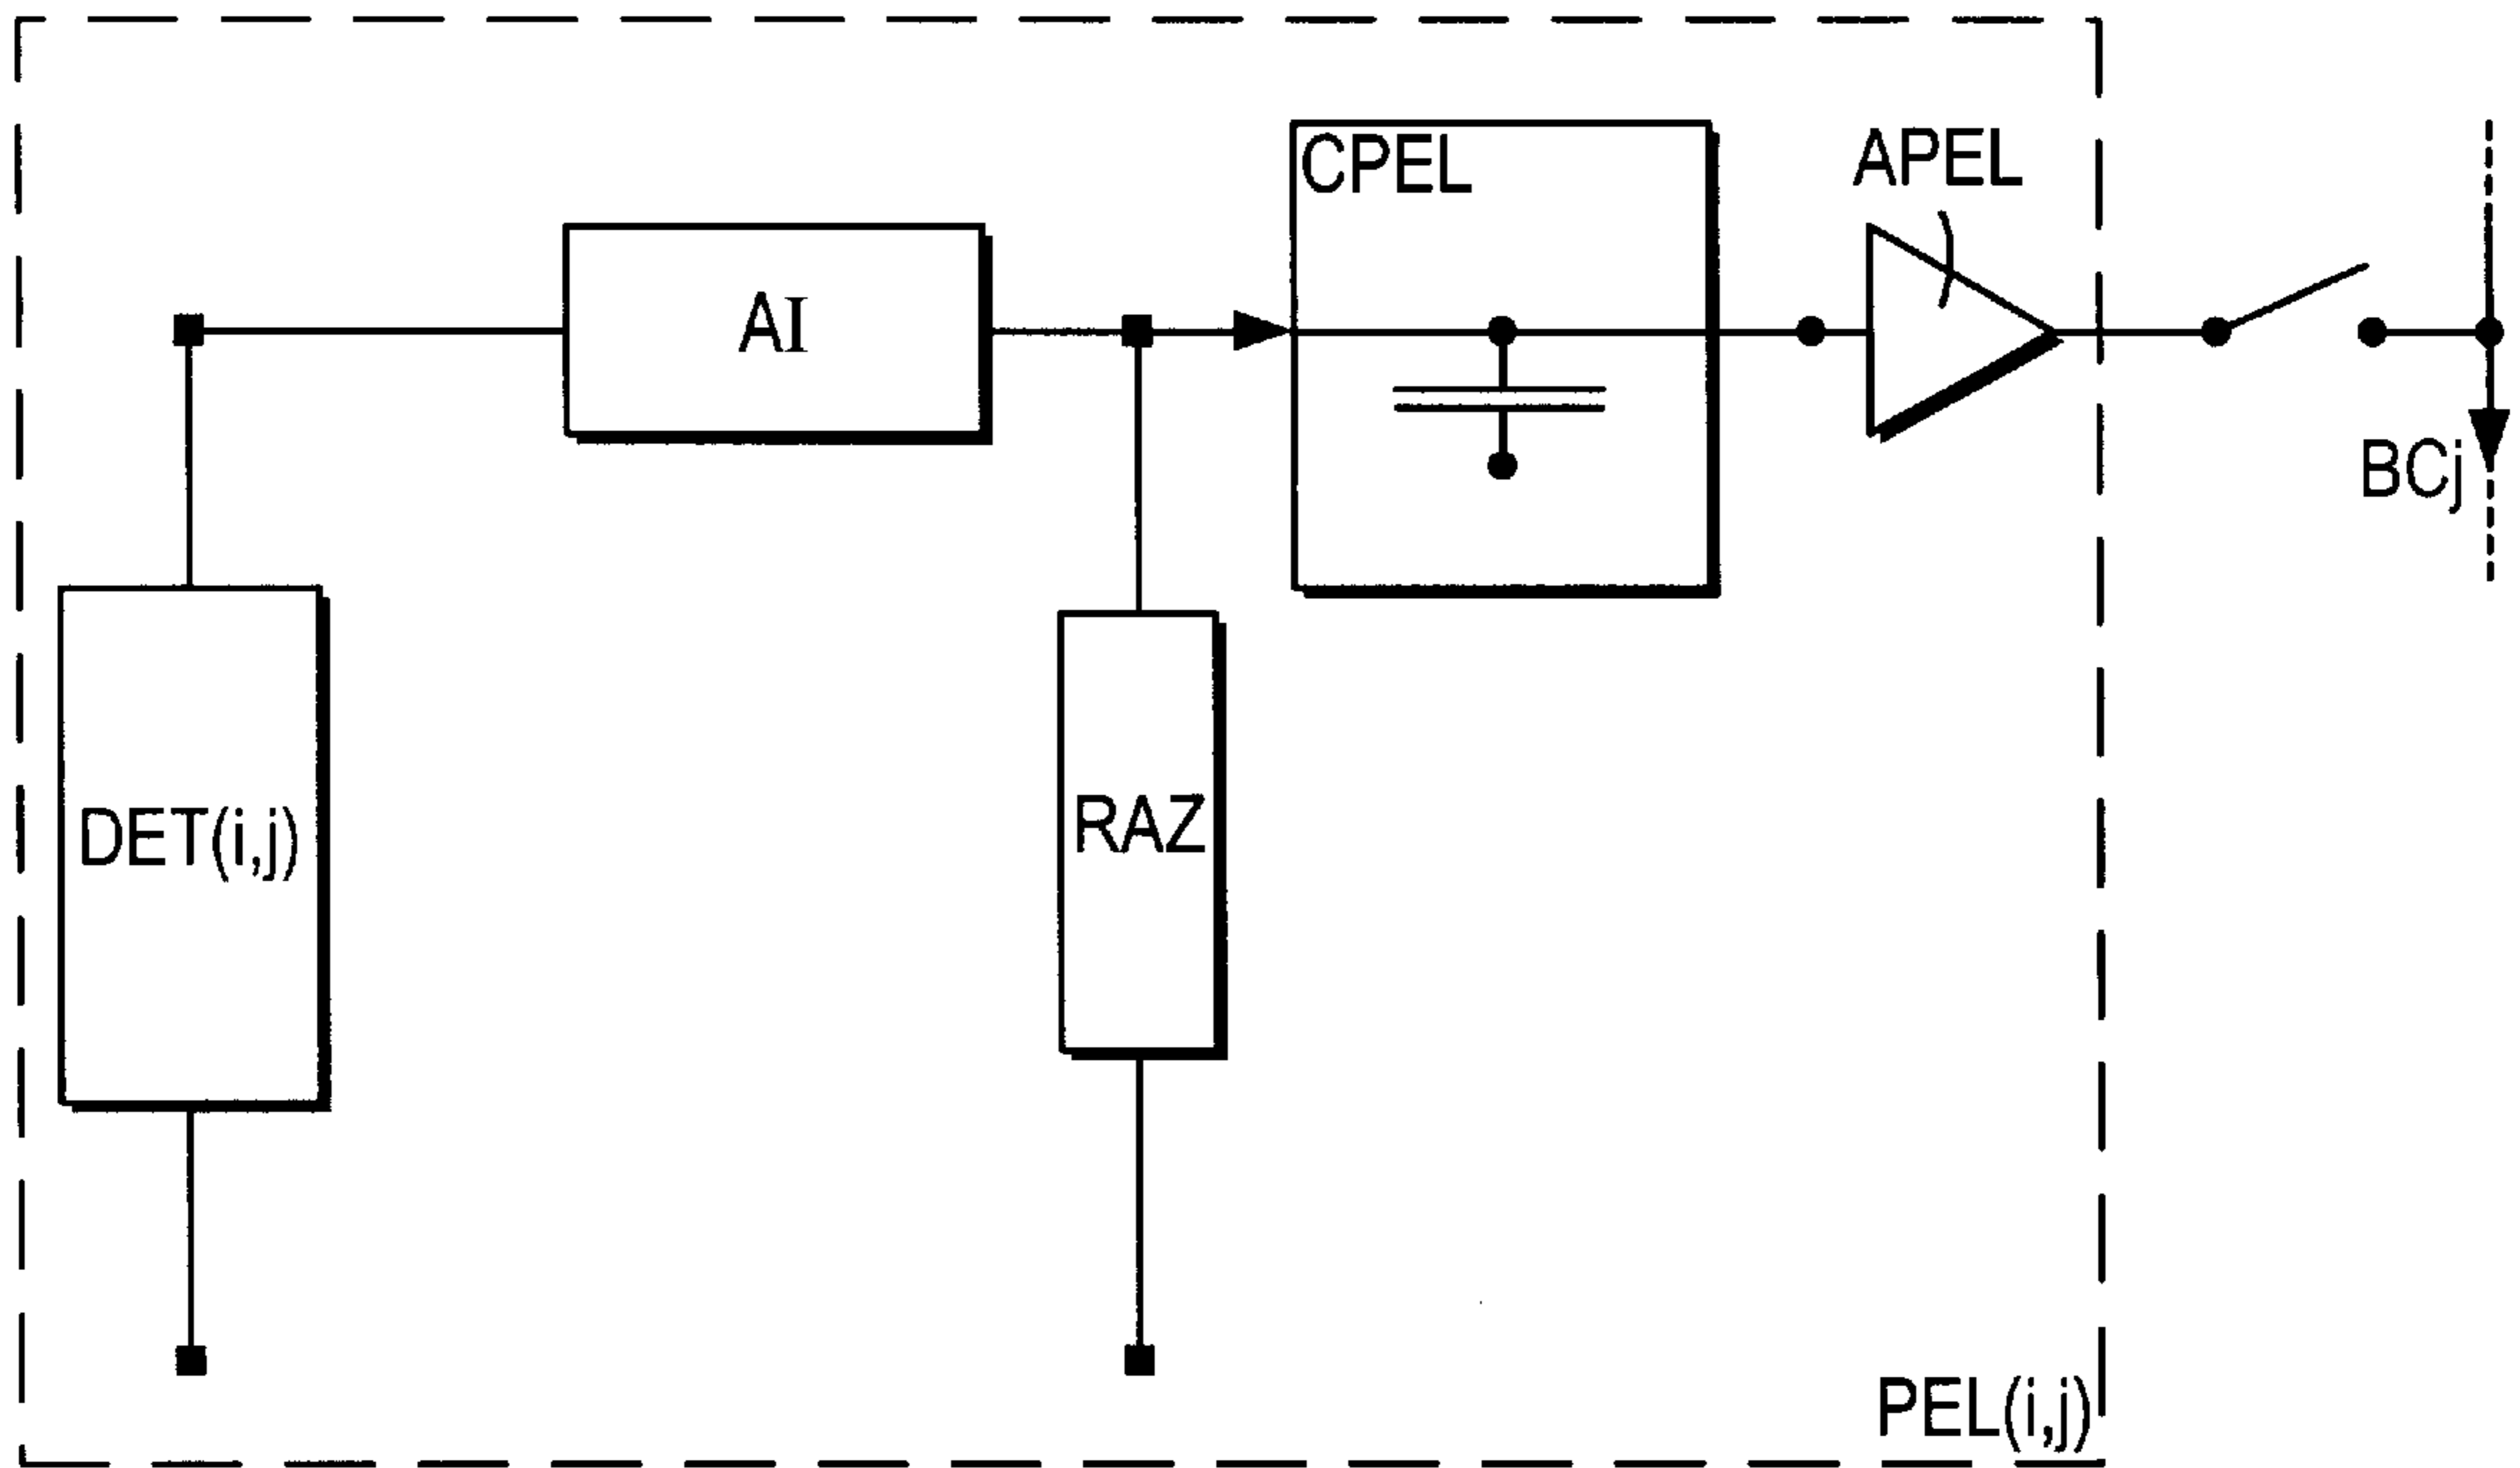 CPEL
APEL
AI
BCj
DET(i,j)
RAZ
PEL(i,j)